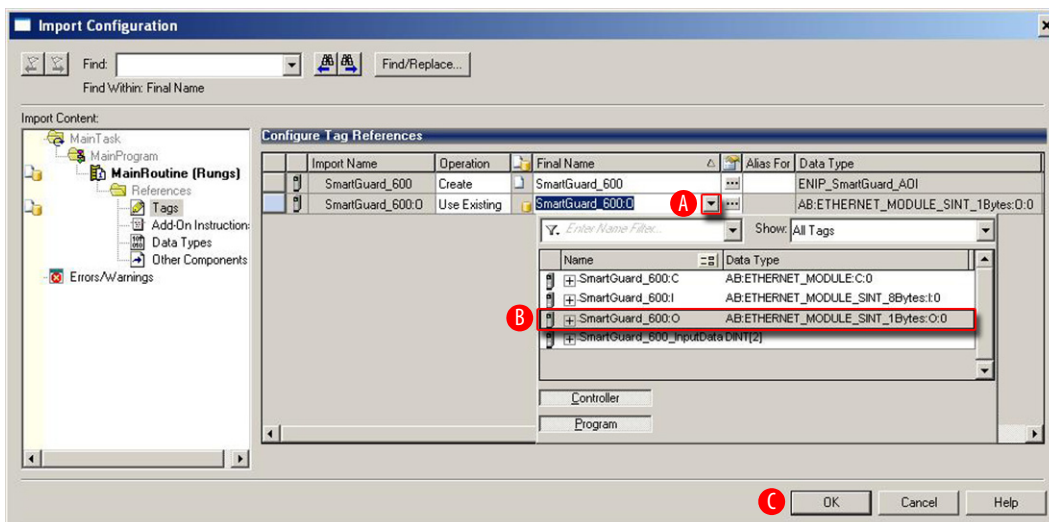 Import Configuration
Find:
Find/Replace...
Find Within: Final Name
Import Content:
MainTask
MainProgram
MainRoutine (Rungs)
References
Tags
Add-On Instruction
Data Types
Other Components
Errors/Warnings
Configure Tag References
Import Name Operation Final Name Alias For Data Type
SmartGuard_600 Create SmartGuard_600 ... ENIP_SmartGuard_AOI
SmartGuard_600:O Use Existing SmartGuard_600:O A ... AB:ETHERNET_MODULE_SINT_1Bytes:O:0
Enter Name Filter... Show: All Tags
Name Data Type
SmartGuard_600:C AB:ETHERNET_MODULE:C:0
SmartGuard_600:I AB:ETHERNET_MODULE_SINT_8Bytes:I:0
B SmartGuard_600:O AB:ETHERNET_MODULE_SINT_1Bytes:O:0
SmartGuard_600_InputData DINT[2]
Controller
Program
C OK Cancel Help